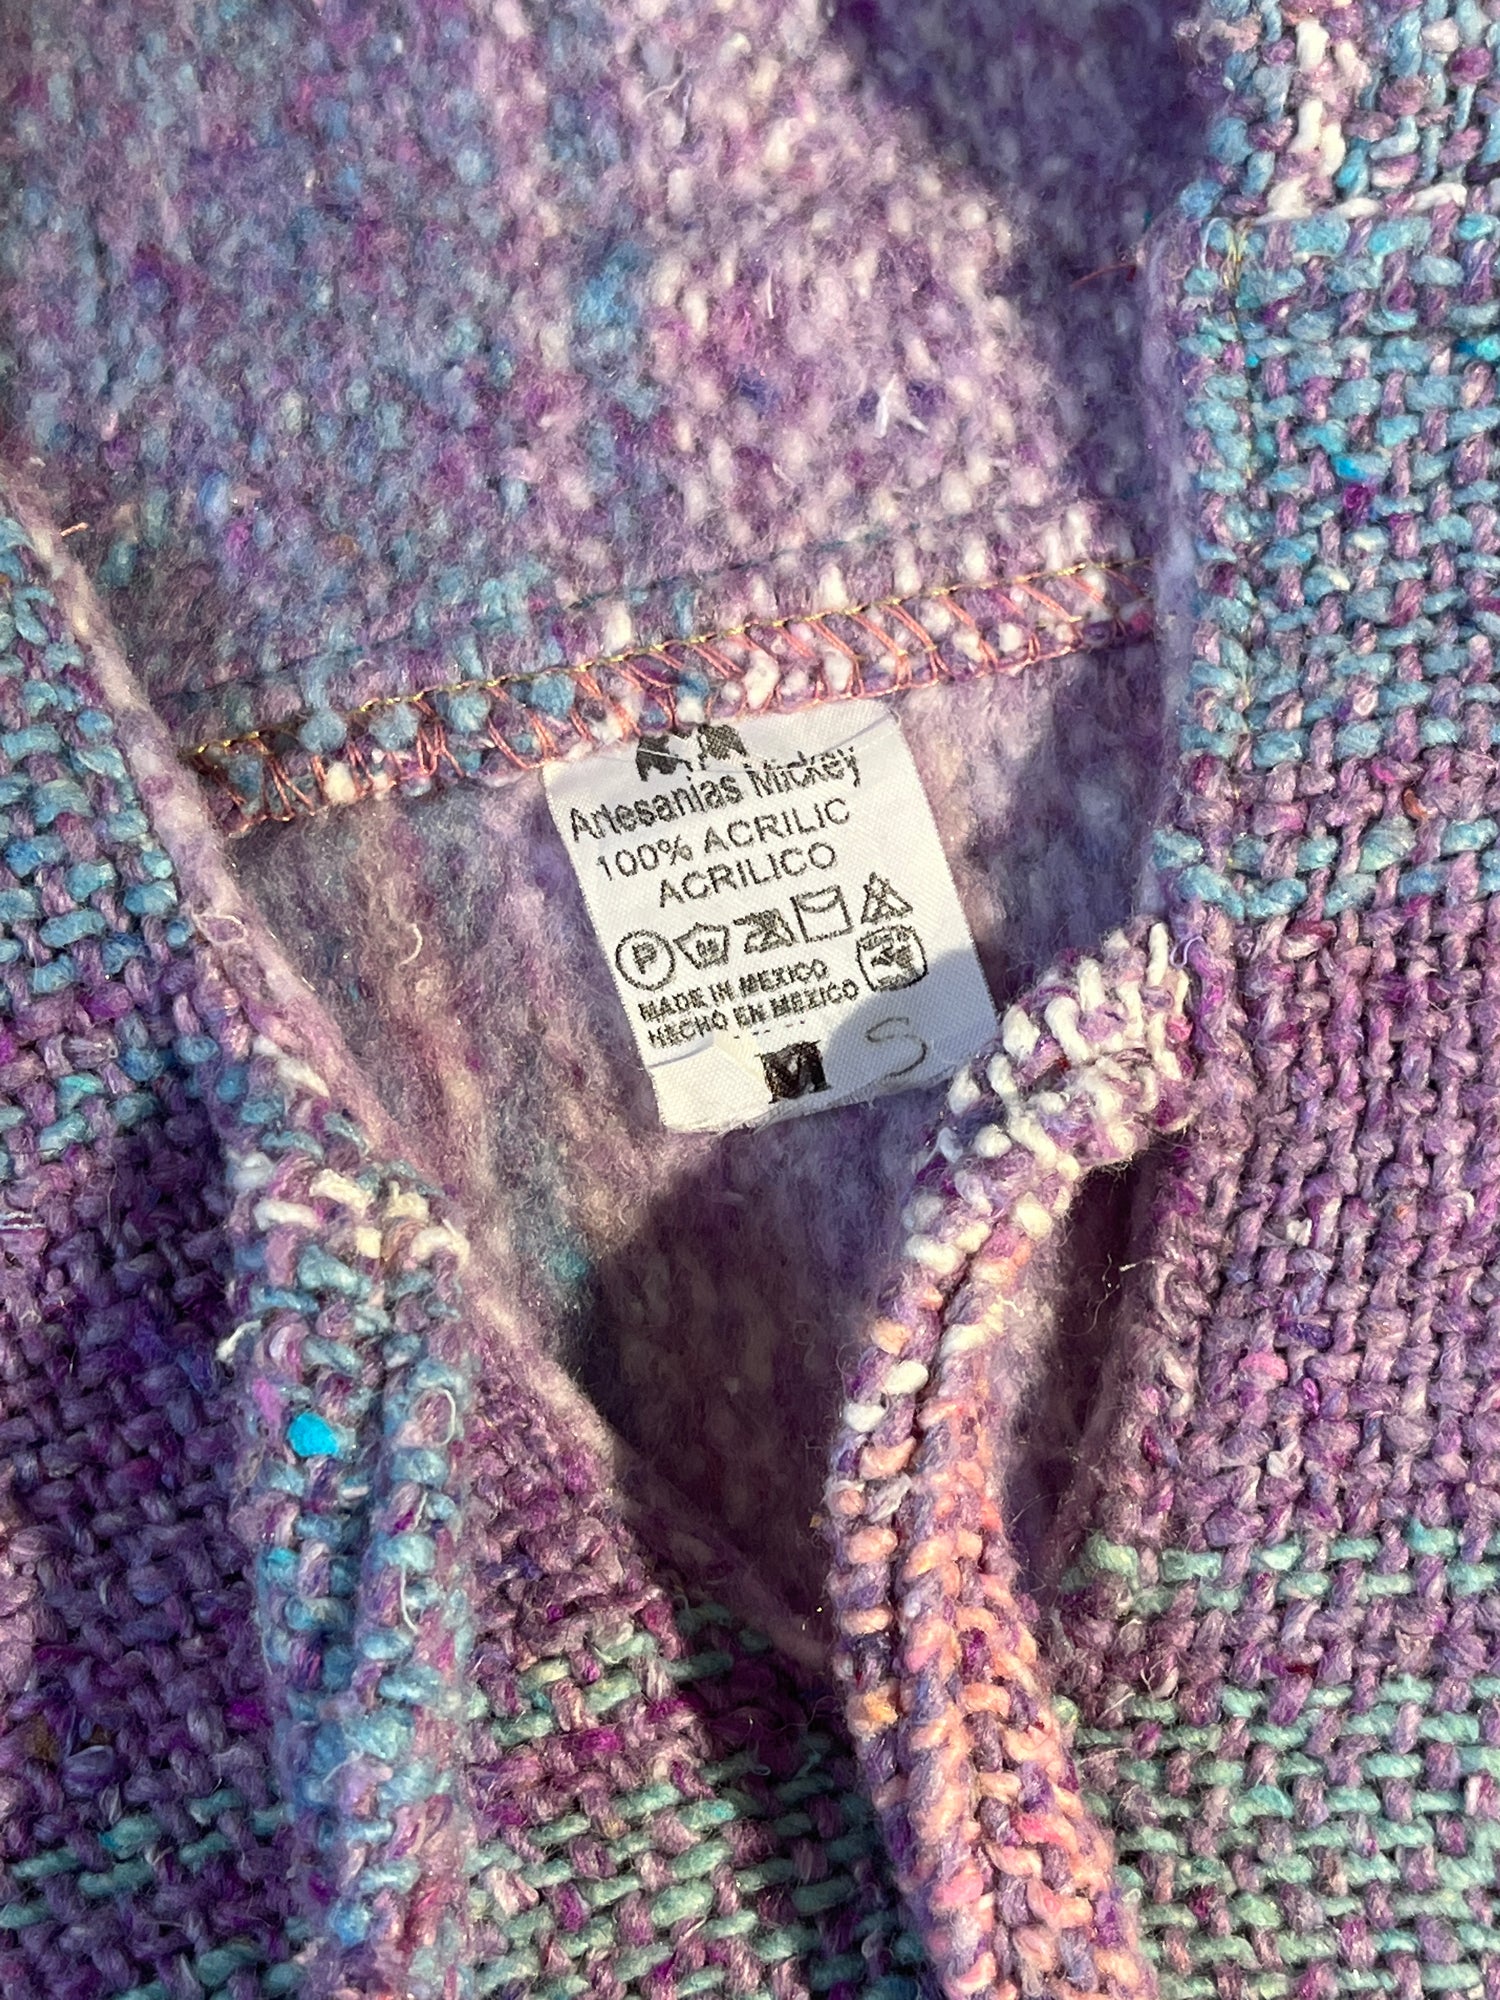 Artesanias Mickey
100% ACRILIC
ACRILICO
P
MADE IN MEXICO
HECHO EN MEXICO
M S